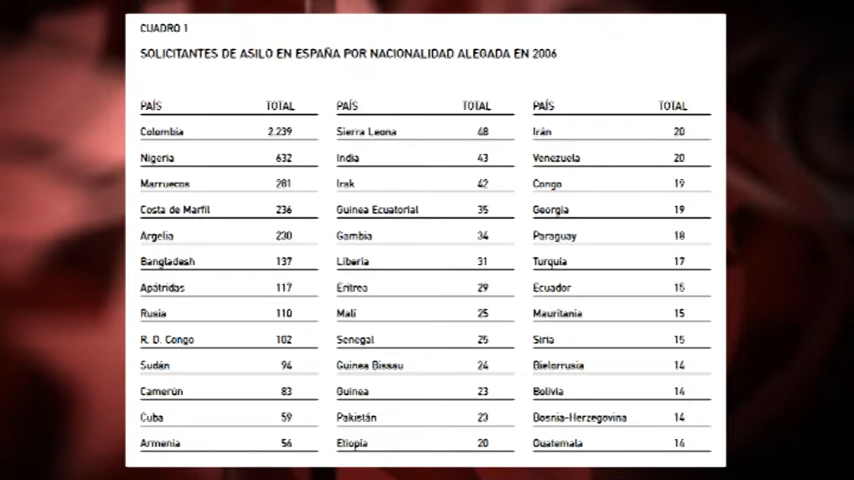 CUADRO 1
SOLICITANTES DE ASILO EN ESPAÑA POR NACIONALIDAD ALEGADA EN 2006
PAÍS TOTAL PAÍS TOTAL PAÍS TOTAL
Colombia 2.239 Sierra Leona 48 Irán 20
Nigeria 632 India 43 Venezuela 20
Marruecos 281 Irak 42 Congo 19
Costa de Marfil 236 Guinea Ecuatorial 35 Georgia 19
Argelia 230 Gambia 34 Paraguay 18
Bangladesh 137 Liberia 31 Turquía 17
Apátridas 117 Eritrea 29 Ecuador 15
Rusia 110 Malí 25 Mauritania 15
R. D. Congo 102 Senegal 25 Siria 15
Sudán 94 Guinea Bissau 24 Bielorrusia 14
Camerún 83 Guinea 23 Bolivia 14
Cuba 59 Pakistán 23 Bosnia-Herzegovina 14
Armenia 56 Etiopía 20 Guatemala